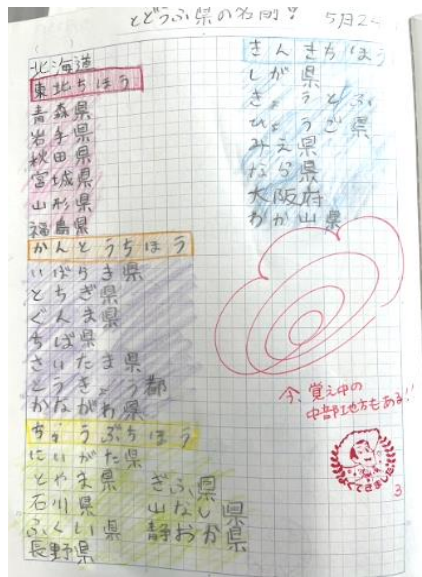 とどうふ県の名前!
5月2
北海道
東北ちほう
青森県
岩手県
秋田県
宮城県
山形県
福島県
かんとうちほう
いばらき県
とちぎ県
ぐんま県
ちば県
さいたま県
とうきょう都
かながわ県
ちゅうぶちほう
にいがた県
とやま県
石川県
ふくい県
長野県
ぎふ県
山なし県
静おか県
きんきちほう
しが県
きょうとふ
ひょうご県
みえ県
なら県
大阪府
わか山県
今、覚え中の
中部地方もある!!
よくできました
3